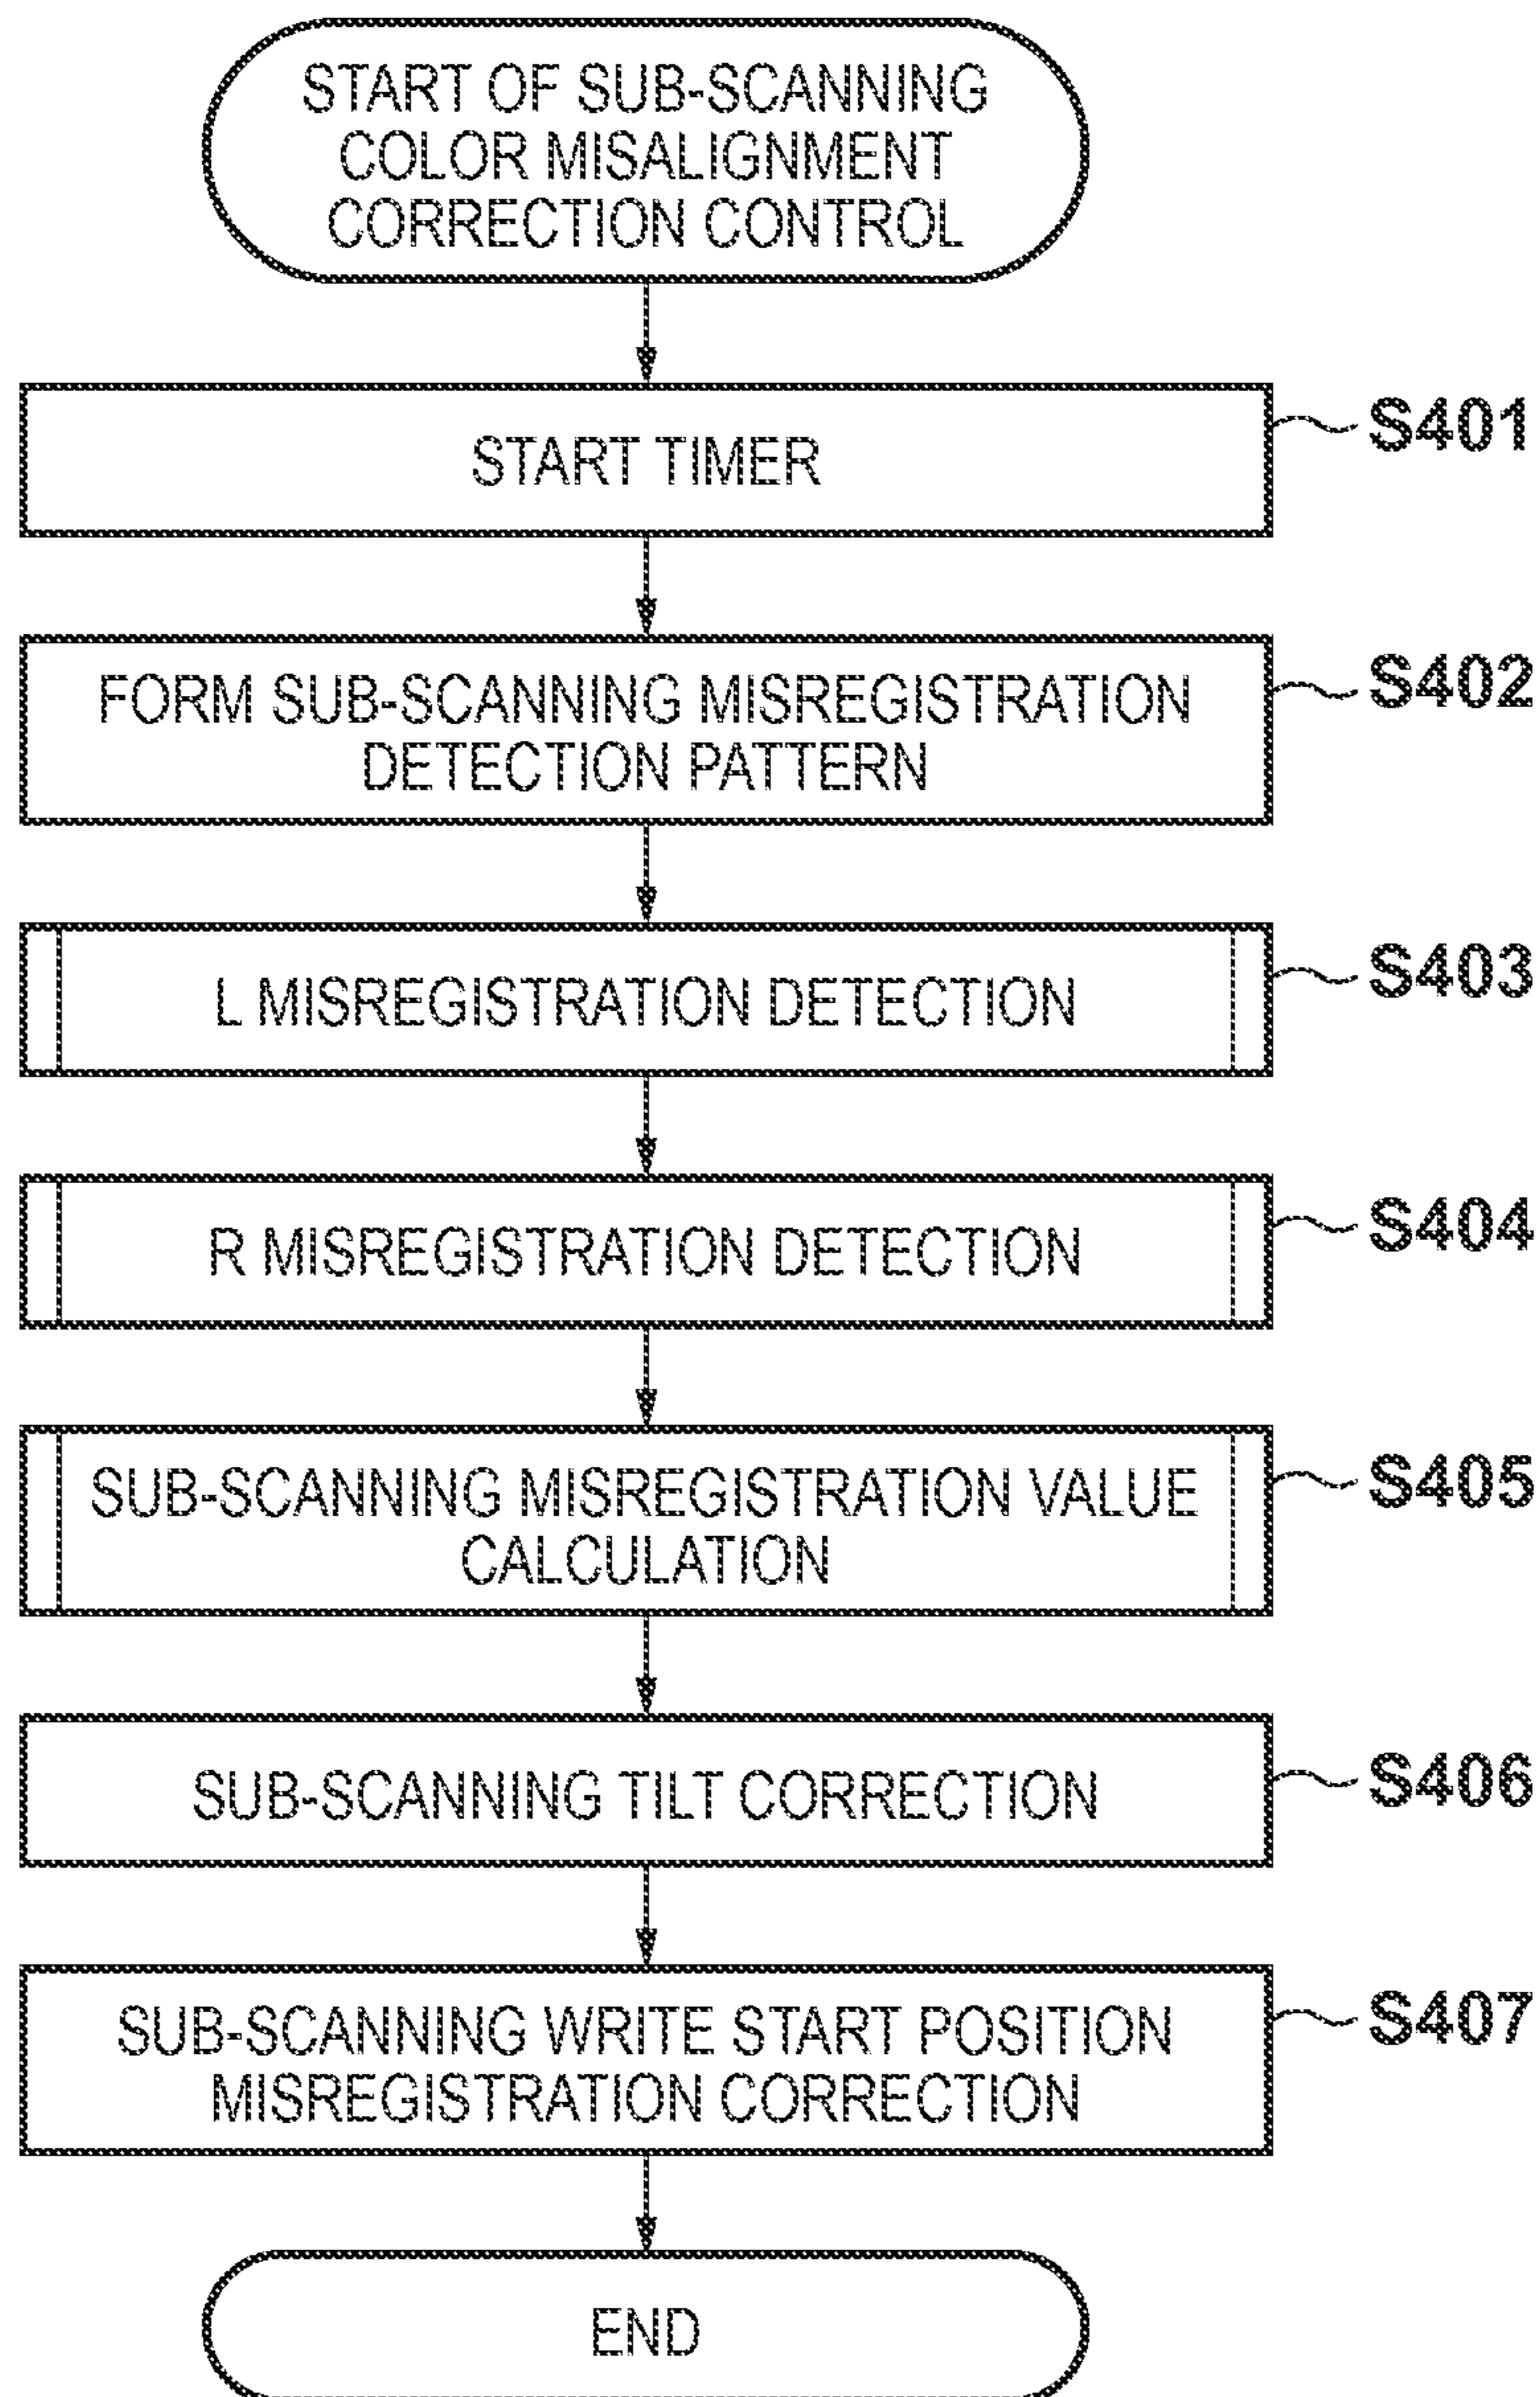 START OF SUB-SCANNING
COLOR MISALIGNMENT
CORRECTION CONTROL
START TIMER
S401
FORM SUB-SCANNING MISREGISTRATION
DETECTION PATTERN
S402
L MISREGISTRATION DETECTION
S403
R MISREGISTRATION DETECTION
S404
SUB-SCANNING MISREGISTRATION VALUE
CALCULATION
S405
SUB-SCANNING TILT CORRECTION
S406
SUB-SCANNING WRITE START POSITION
MISREGISTRATION CORRECTION
S407
END